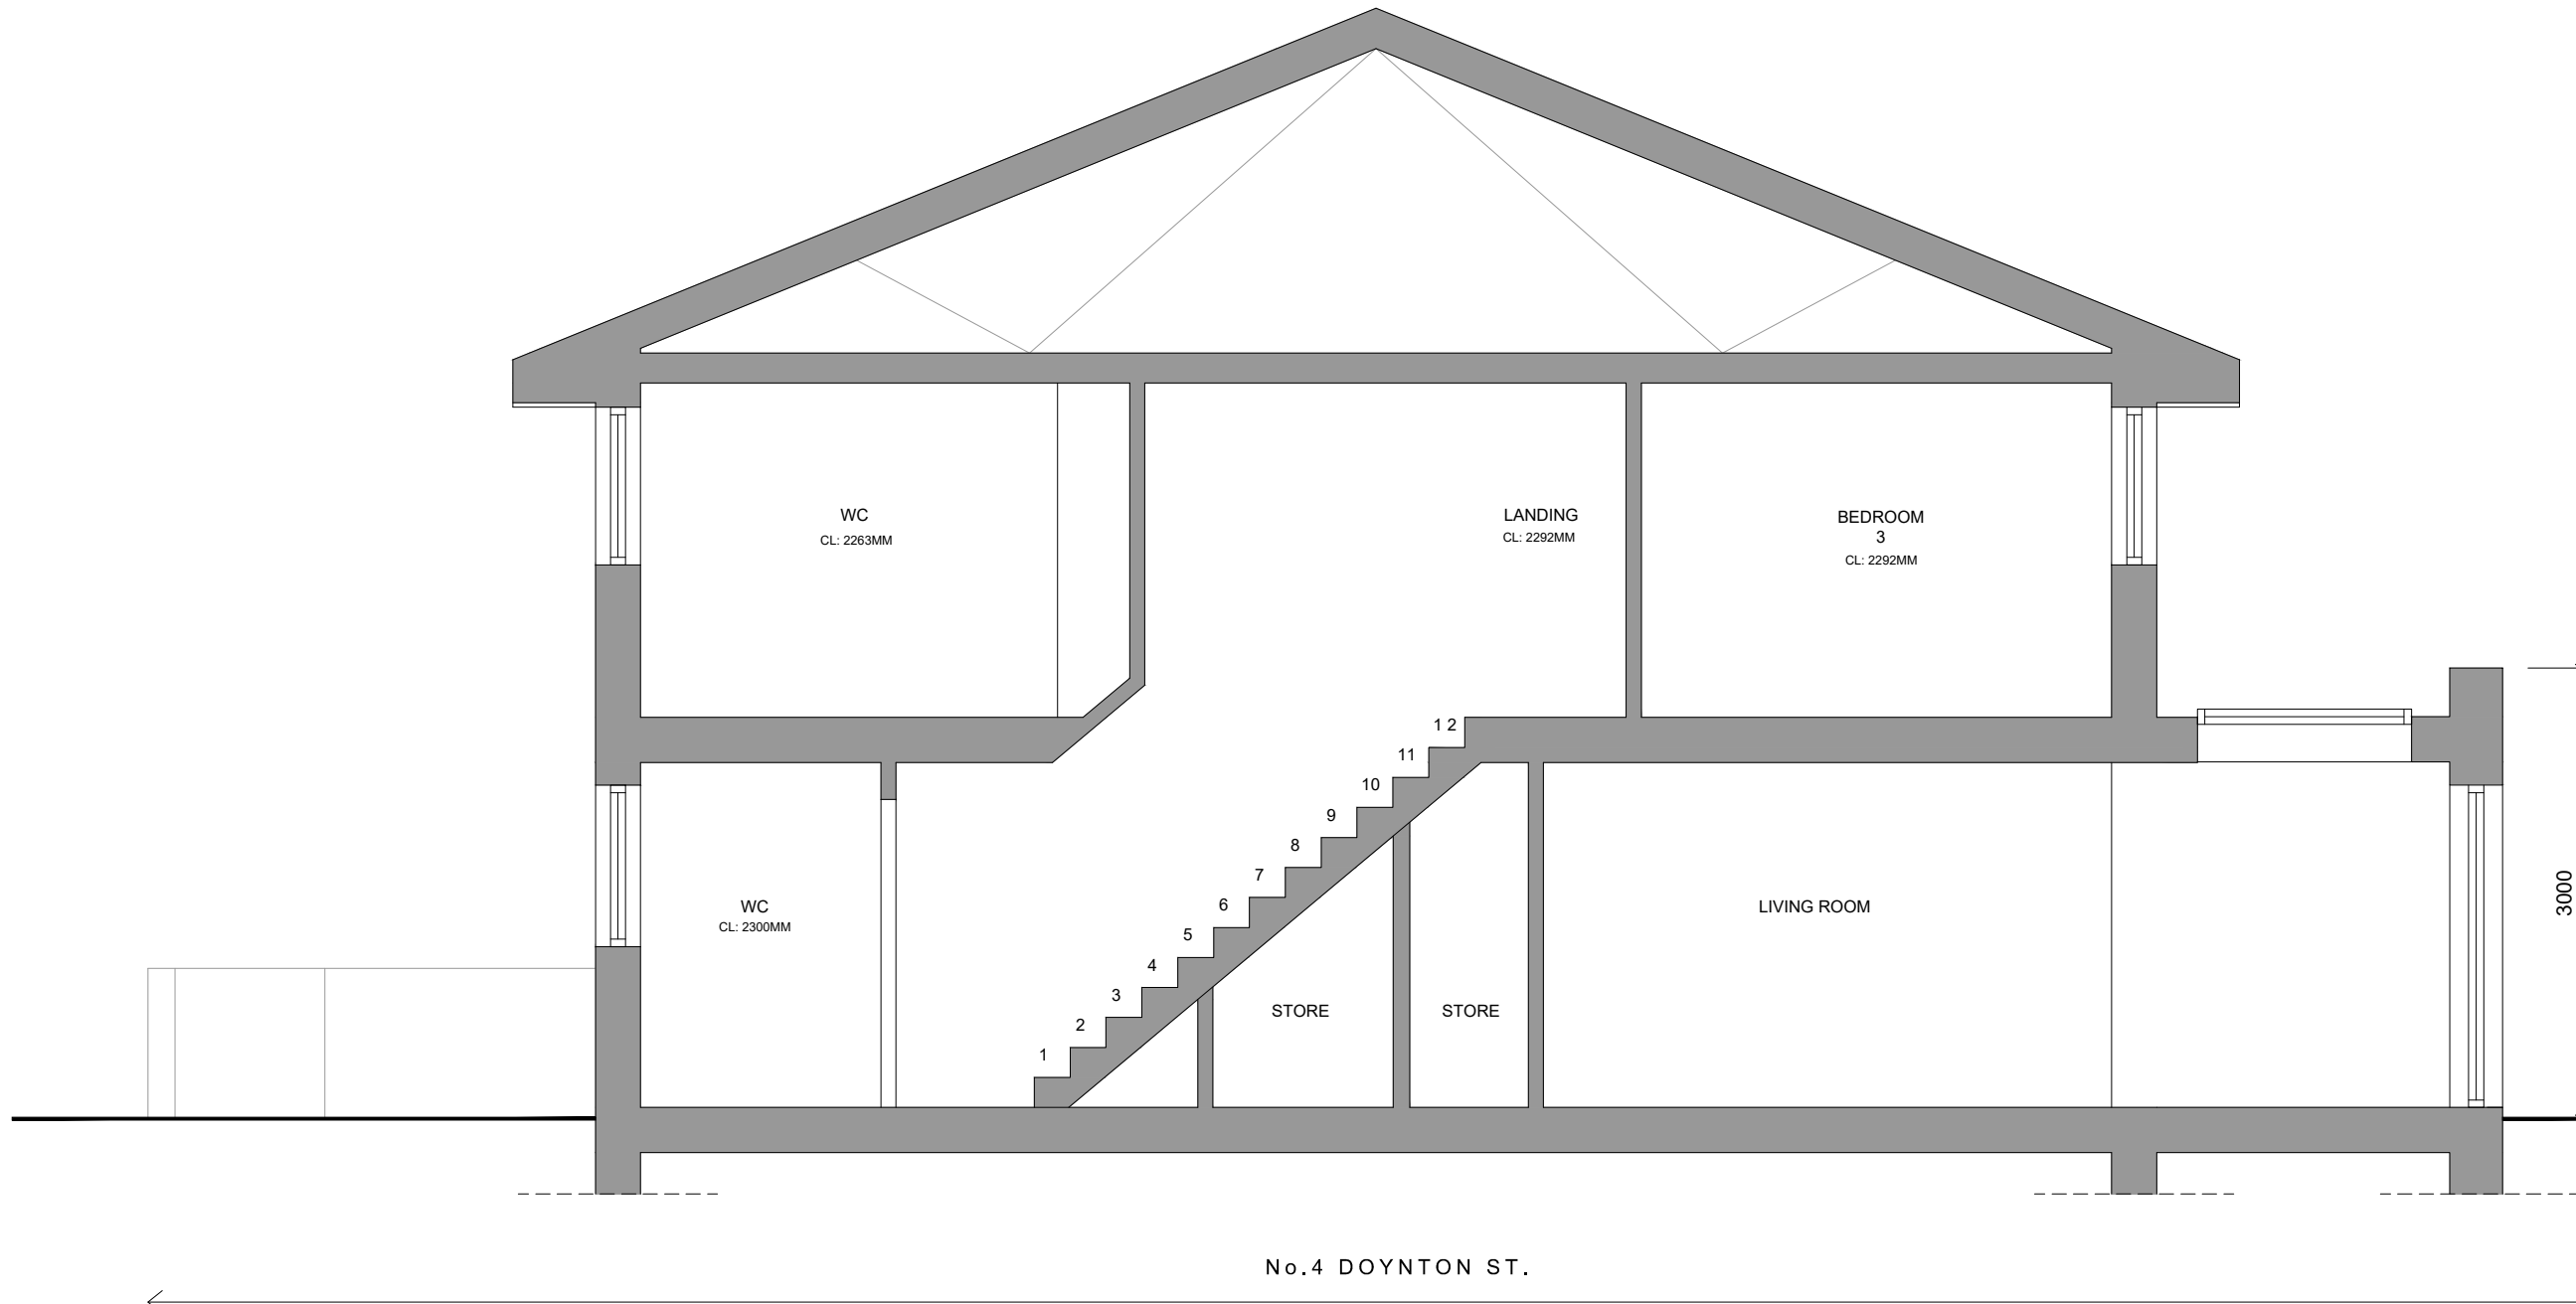 WC
CL: 2263MM
LANDING
CL: 2292MM
BEDROOM
3
CL: 2292MM
1 2
11
10
9
8
7
6
5
4
3
2
1
WC
CL: 2300MM
STORE
STORE
LIVING ROOM
3000
No.4 DOYNTON ST.